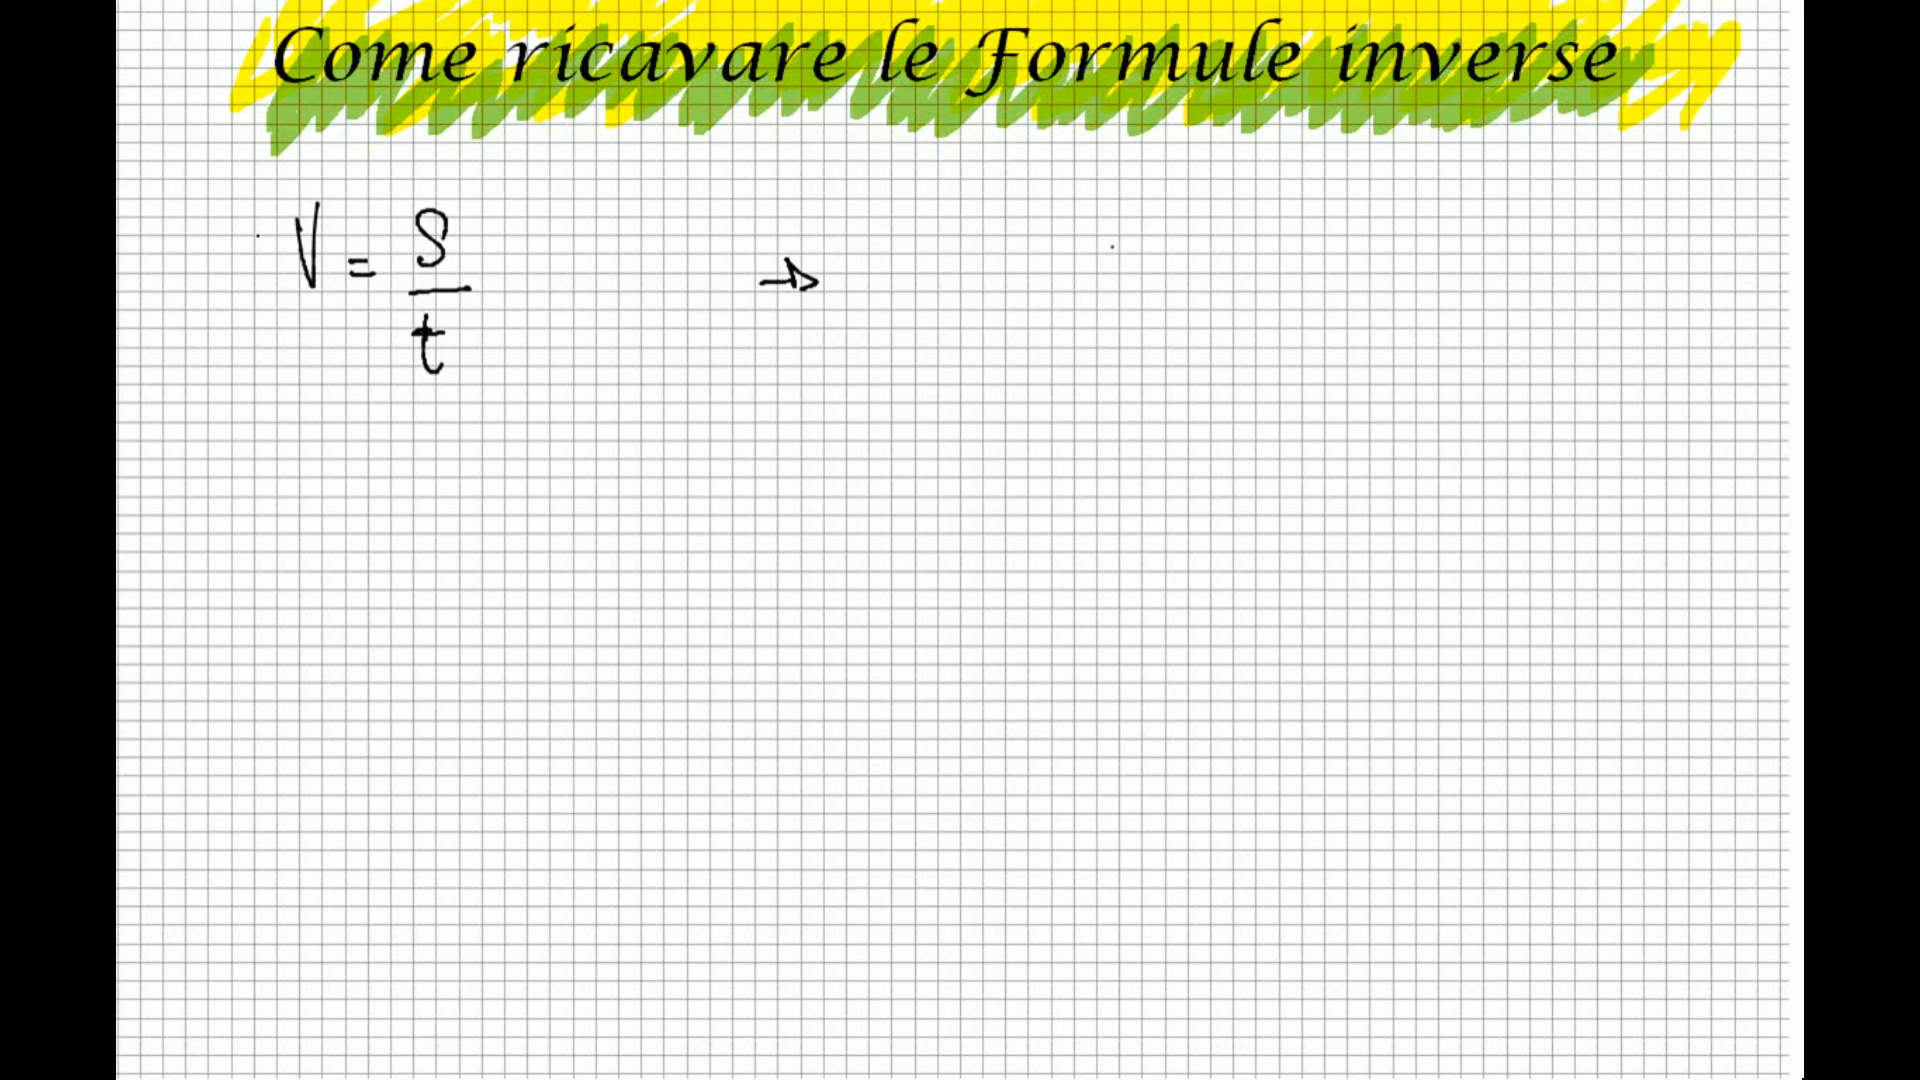 Come ricavare le Formule inverse
V = S/t →